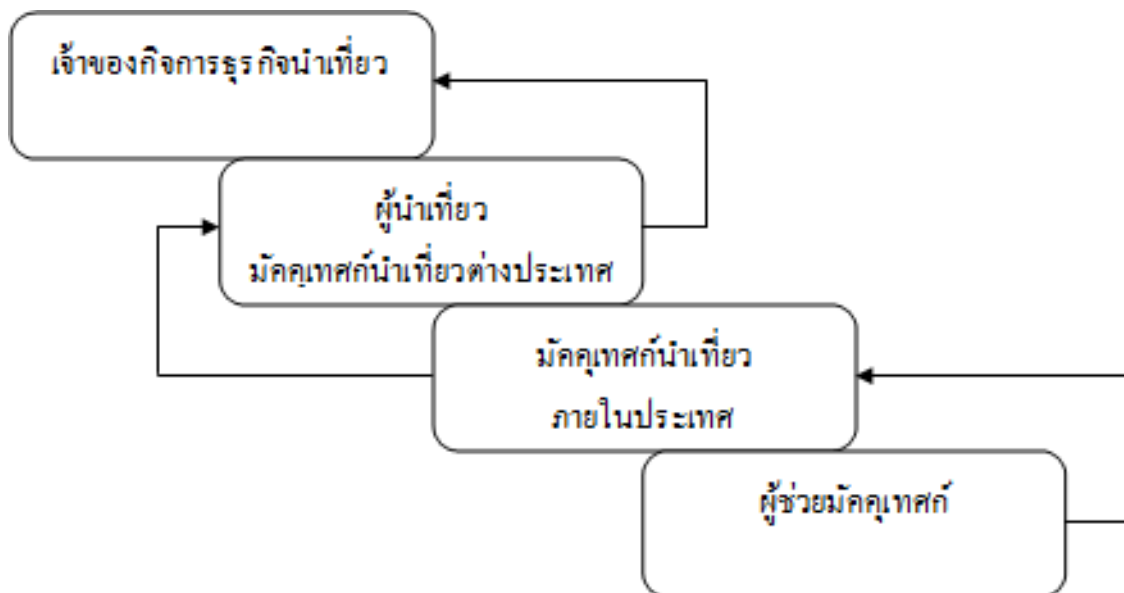 เจ้าของกิจการธุรกิจนำเที่ยว
ผู้นำเที่ยว
มัคคุเทศก์นำเที่ยวต่างประเทศ
มัคคุเทศก์นำเที่ยว
ภายในประเทศ
ผู้ช่วยมัคคุเทศก์